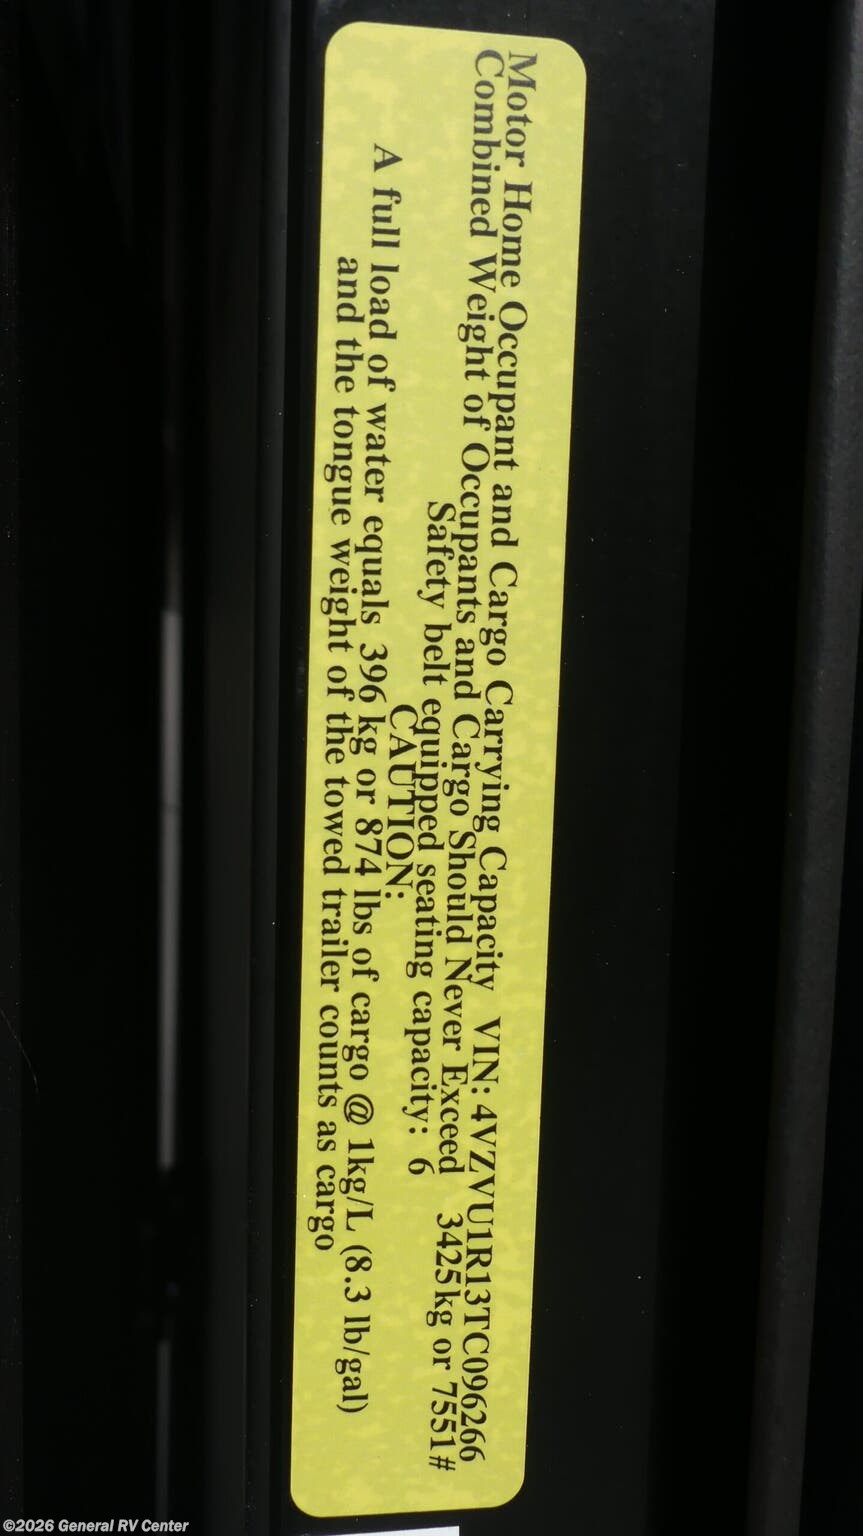 Motor Home Occupant and Cargo Carrying Capacity VIN: 4VZVU1R13TC096266
Combined Weight of Occupants and Cargo Should Never Exceed 3425kg or 7551#
Safety belt equipped seating capacity: 6
CAUTION:
A full load of water equals 396 kg or 874 lbs of cargo @ 1kg/L (8.3 lb/gal)
and the tongue weight of the towed trailer counts as cargo
©2026 General RV Center